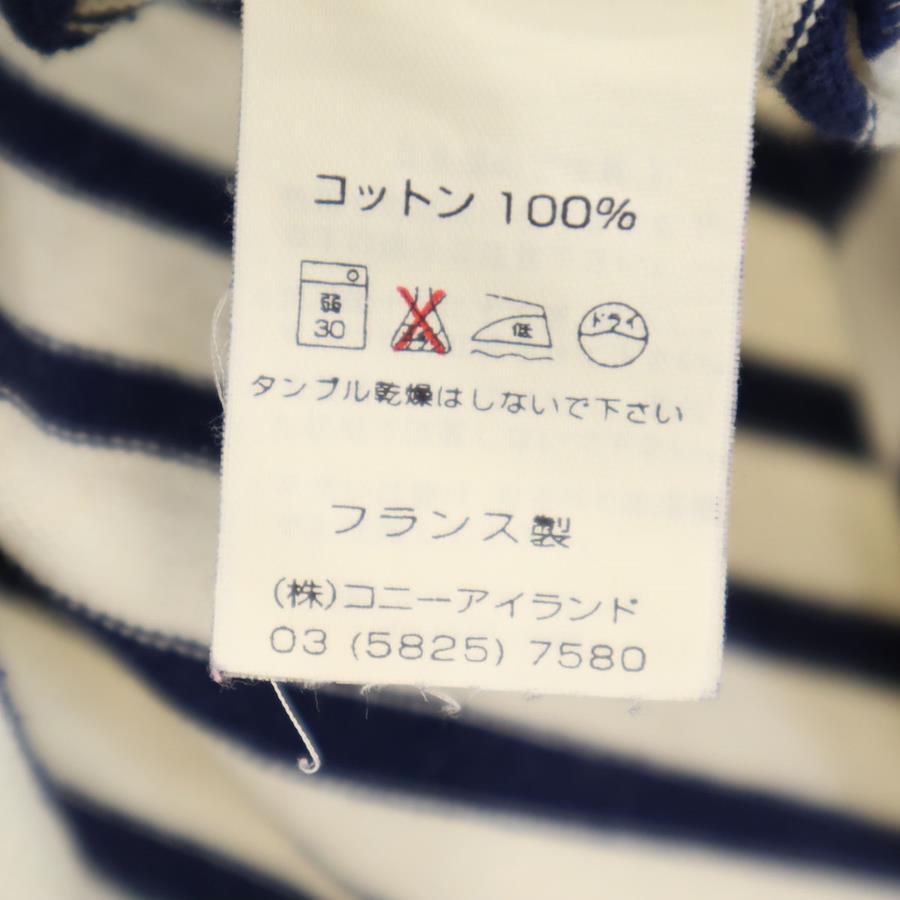 コットン 100%
弱 30 低 ドライ
タンブル乾燥はしないで下さい
フランス製
(株)コニーアイランド
03 (5825) 7580